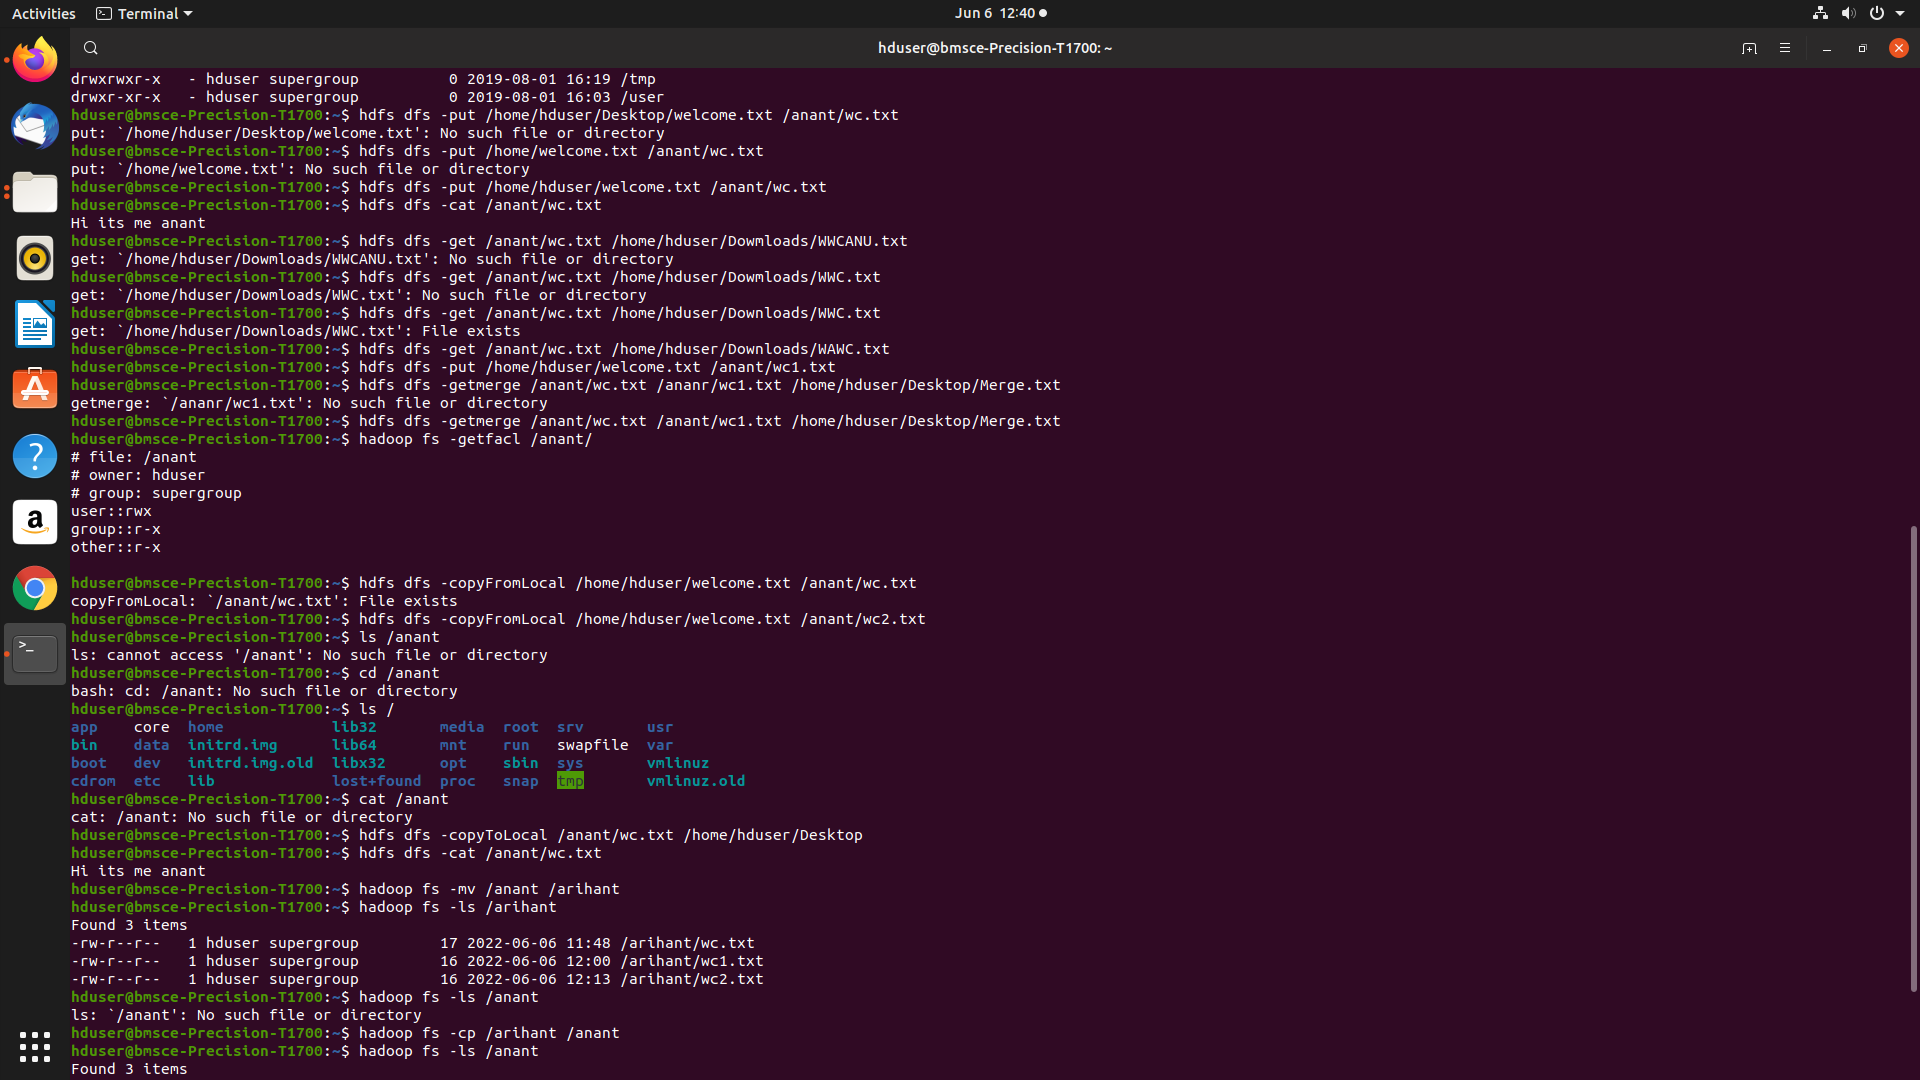 Activities Terminal Jun 6 12:40
hduser@bmsce-Precision-T1700: ~
drwxrwxr-x   - hduser supergroup          0 2019-08-01 16:19 /tmp
drwxr-xr-x   - hduser supergroup          0 2019-08-01 16:03 /user
hduser@bmsce-Precision-T1700:~$ hdfs dfs -put /home/hduser/Desktop/welcome.txt /anant/wc.txt
put: `/home/hduser/Desktop/welcome.txt': No such file or directory
hduser@bmsce-Precision-T1700:~$ hdfs dfs -put /home/welcome.txt /anant/wc.txt
put: `/home/welcome.txt': No such file or directory
hduser@bmsce-Precision-T1700:~$ hdfs dfs -put /home/hduser/welcome.txt /anant/wc.txt
hduser@bmsce-Precision-T1700:~$ hdfs dfs -cat /anant/wc.txt
Hi its me anant
hduser@bmsce-Precision-T1700:~$ hdfs dfs -get /anant/wc.txt /home/hduser/Dowmloads/WWCANU.txt
get: `/home/hduser/Dowmloads/WWCANU.txt': No such file or directory
hduser@bmsce-Precision-T1700:~$ hdfs dfs -get /anant/wc.txt /home/hduser/Dowmloads/WWC.txt
get: `/home/hduser/Dowmloads/WWC.txt': No such file or directory
hduser@bmsce-Precision-T1700:~$ hdfs dfs -get /anant/wc.txt /home/hduser/Downloads/WWC.txt
get: `/home/hduser/Downloads/WWC.txt': File exists
hduser@bmsce-Precision-T1700:~$ hdfs dfs -get /anant/wc.txt /home/hduser/Downloads/WAWC.txt
hduser@bmsce-Precision-T1700:~$ hdfs dfs -put /home/hduser/welcome.txt /anant/wc1.txt
hduser@bmsce-Precision-T1700:~$ hdfs dfs -getmerge /anant/wc.txt /ananr/wc1.txt /home/hduser/Desktop/Merge.txt
getmerge: `/ananr/wc1.txt': No such file or directory
hduser@bmsce-Precision-T1700:~$ hdfs dfs -getmerge /anant/wc.txt /anant/wc1.txt /home/hduser/Desktop/Merge.txt
hduser@bmsce-Precision-T1700:~$ hadoop fs -getfacl /anant/
# file: /anant
# owner: hduser
# group: supergroup
user::rwx
group::r-x
other::r-x
hduser@bmsce-Precision-T1700:~$ hdfs dfs -copyFromLocal /home/hduser/welcome.txt /anant/wc.txt
copyFromLocal: `/anant/wc.txt': File exists
hduser@bmsce-Precision-T1700:~$ hdfs dfs -copyFromLocal /home/hduser/welcome.txt /anant/wc2.txt
hduser@bmsce-Precision-T1700:~$ ls /anant
ls: cannot access '/anant': No such file or directory
hduser@bmsce-Precision-T1700:~$ cd /anant
bash: cd: /anant: No such file or directory
hduser@bmsce-Precision-T1700:~$ ls /
app    core  home            lib32       media  root  srv       usr
bin    data  initrd.img      lib64       mnt    run   swapfile  var
boot   dev   initrd.img.old  libx32      opt    sbin  sys       vmlinuz
cdrom  etc   lib             lost+found  proc   snap  tmp       vmlinuz.old
hduser@bmsce-Precision-T1700:~$ cat /anant
cat: /anant: No such file or directory
hduser@bmsce-Precision-T1700:~$ hdfs dfs -copyToLocal /anant/wc.txt /home/hduser/Desktop
hduser@bmsce-Precision-T1700:~$ hdfs dfs -cat /anant/wc.txt
Hi its me anant
hduser@bmsce-Precision-T1700:~$ hadoop fs -mv /anant /arihant
hduser@bmsce-Precision-T1700:~$ hadoop fs -ls /arihant
Found 3 items
-rw-r--r--   1 hduser supergroup         17 2022-06-06 11:48 /arihant/wc.txt
-rw-r--r--   1 hduser supergroup         16 2022-06-06 12:00 /arihant/wc1.txt
-rw-r--r--   1 hduser supergroup         16 2022-06-06 12:13 /arihant/wc2.txt
hduser@bmsce-Precision-T1700:~$ hadoop fs -ls /anant
ls: `/anant': No such file or directory
hduser@bmsce-Precision-T1700:~$ hadoop fs -cp /arihant /anant
hduser@bmsce-Precision-T1700:~$ hadoop fs -ls /anant
Found 3 items